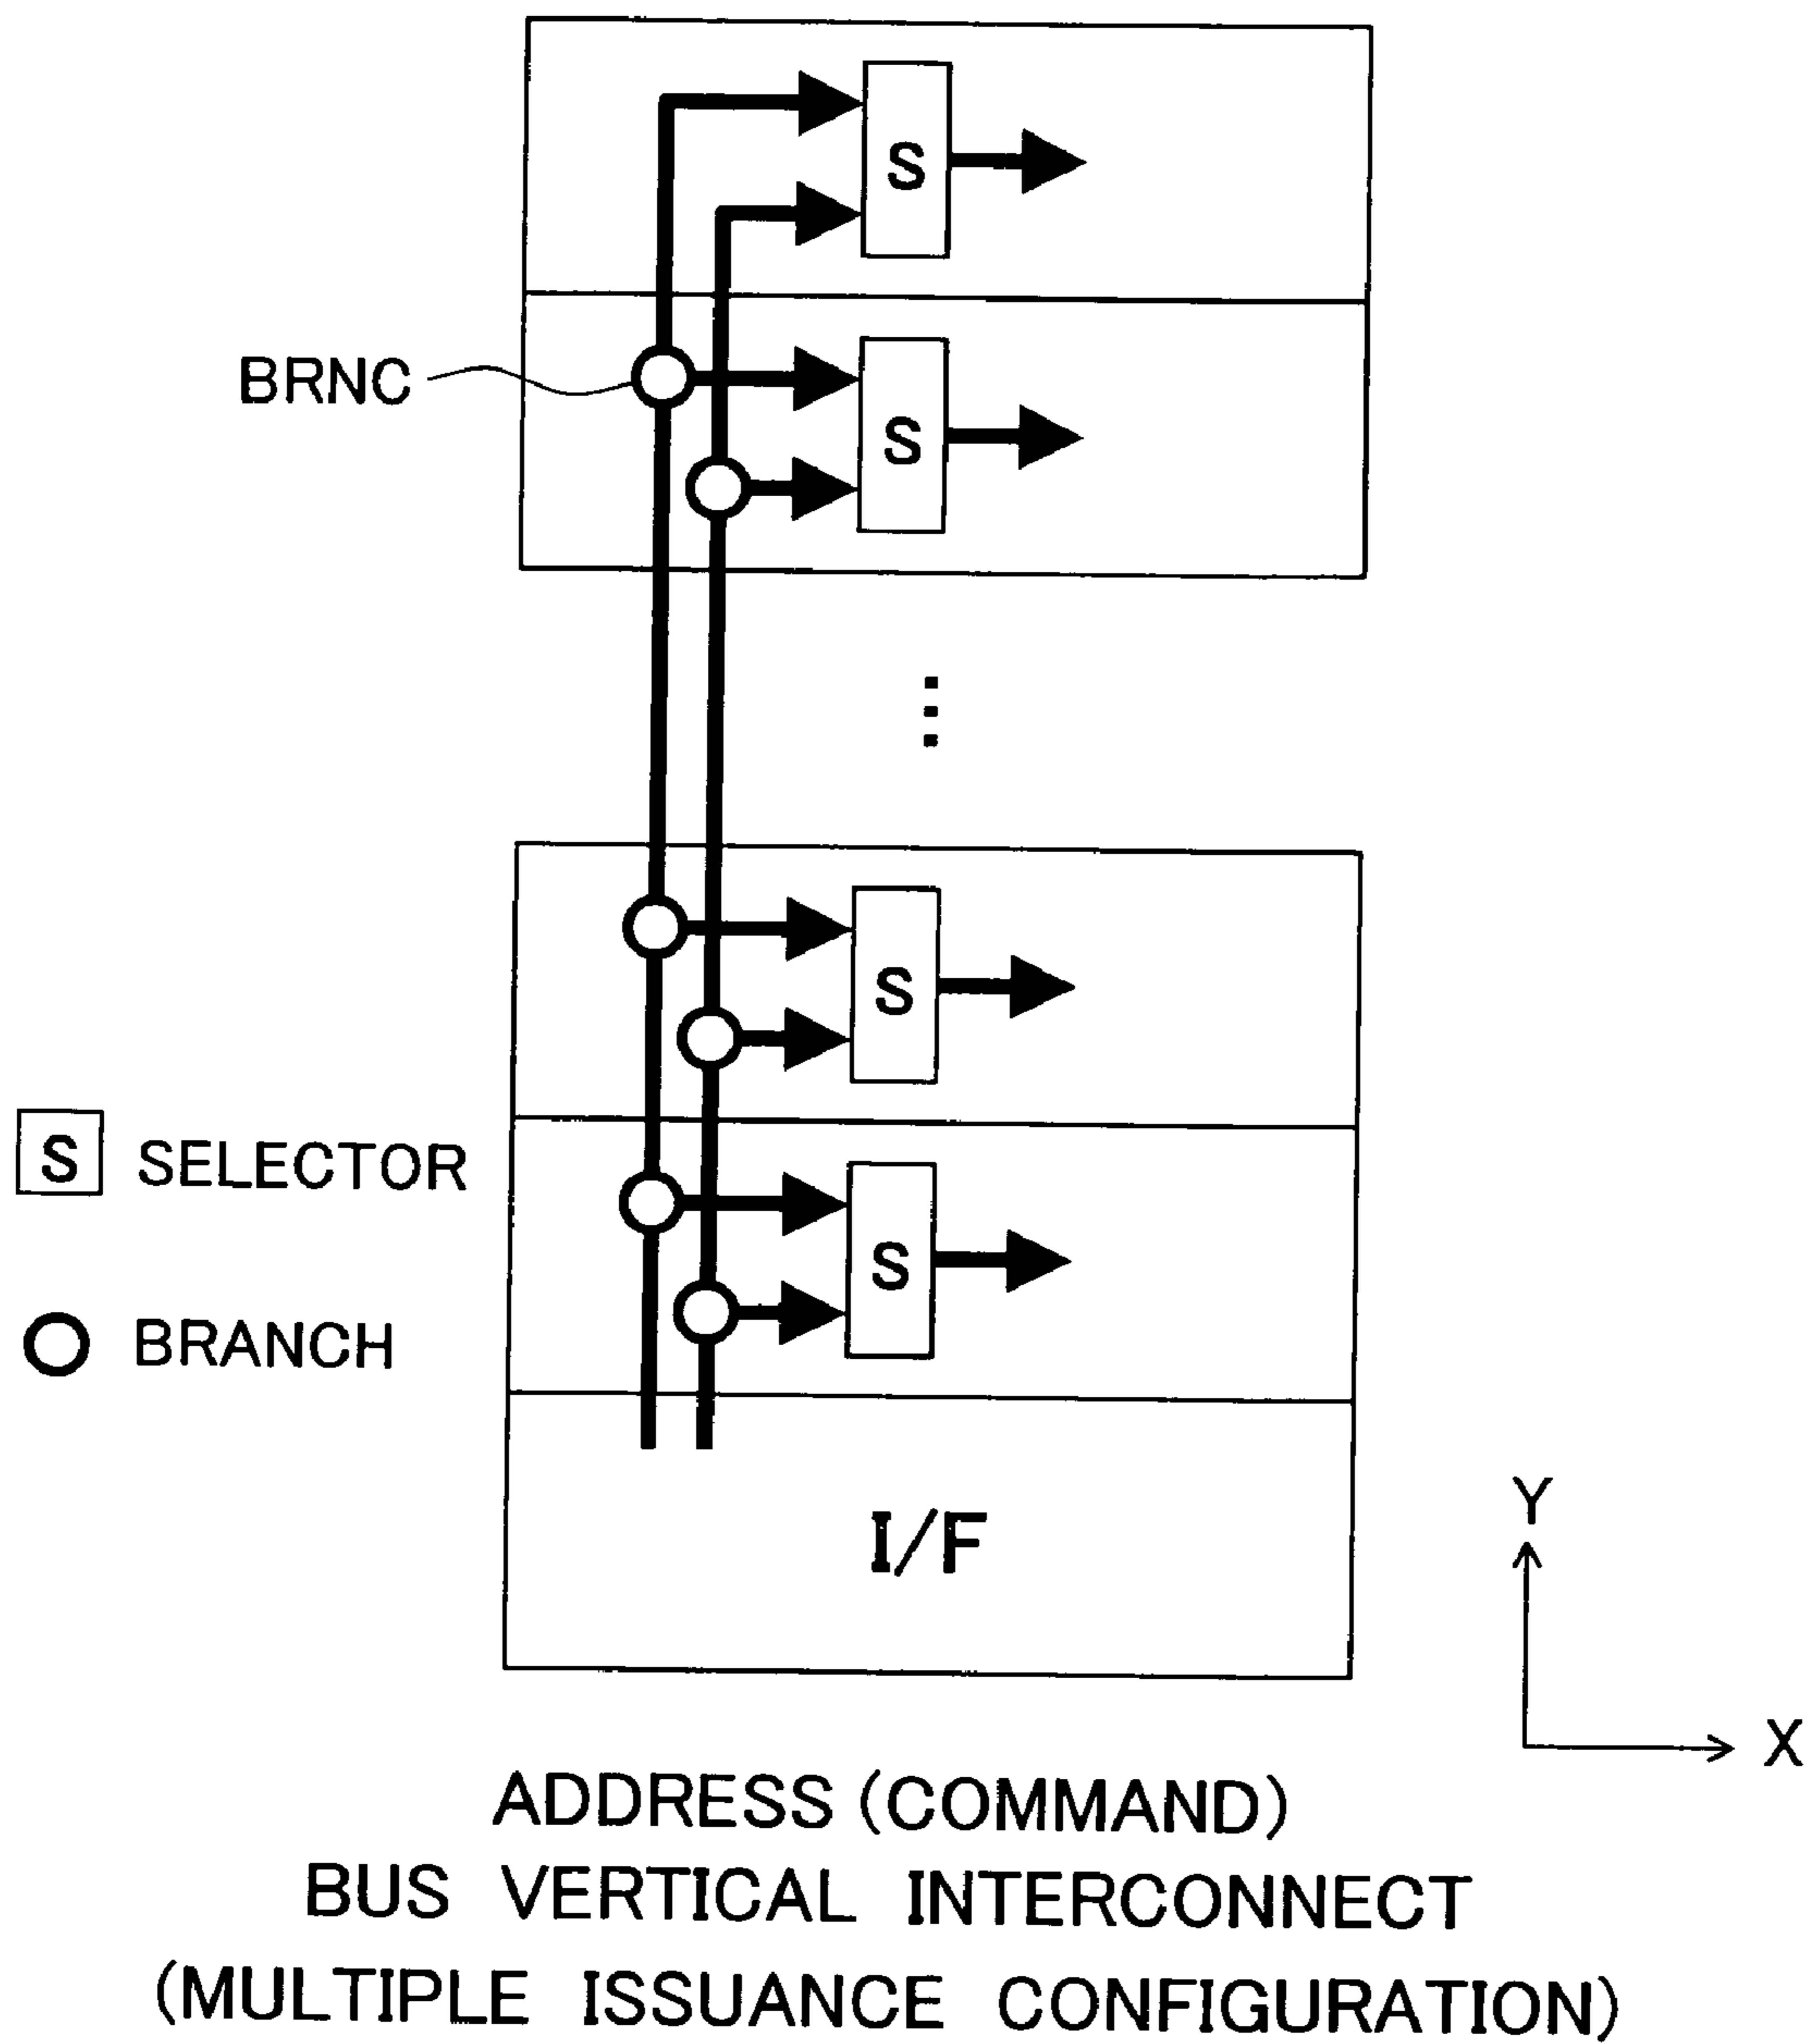 S
BRNC
S
S
S SELECTOR
S
BRANCH
I/F
Y
X
ADDRESS (COMMAND)
BUS VERTICAL INTERCONNECT
(MULTIPLE ISSUANCE CONFIGURATION)